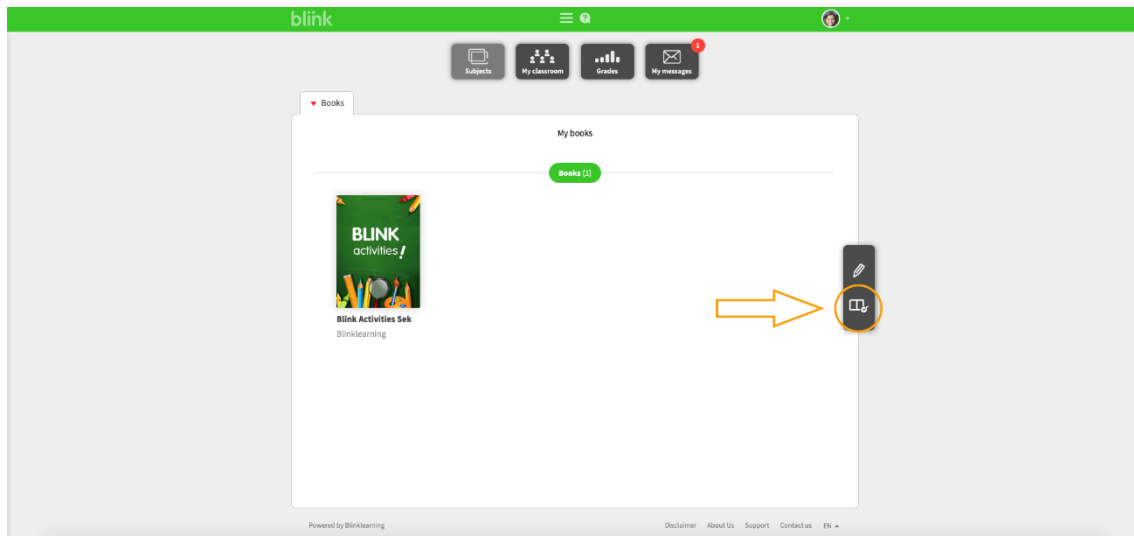 blink
Subjects
My classroom
Grades
My messages
1
Books
My books
Books (1)
BLINK
activities!
Blink Activities Sek
Blinklearning
Powered by Blinklearning
Disclaimer About Us Support Contact us EN